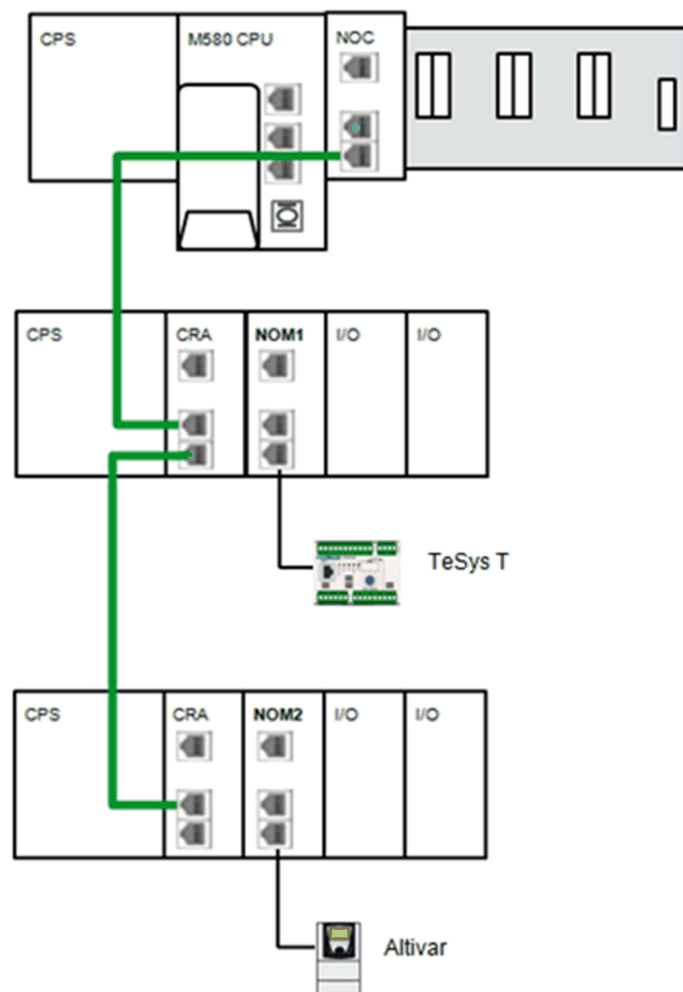 CPS
M580 CPU
NOC
CPS
CRA
NOM1
I/O
I/O
TeSys T
CPS
CRA
NOM2
I/O
I/O
Altivar